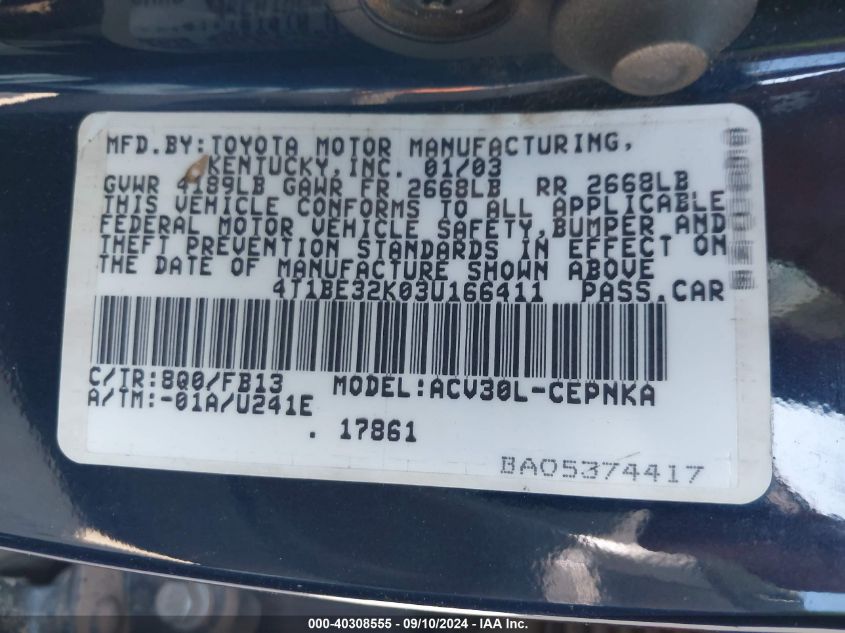 MFD.BY:TOYOTA MOTOR MANUFACTURING,
KENTUCKY,INC. 01/03
GVWR 4189LB GAWR FR 2668LB RR 2668LB
THIS VEHICLE CONFORMS TO ALL APPLICABLE
FEDERAL MOTOR VEHICLE SAFETY,BUMPER AND
THEFT PREVENTION STANDARDS IN EFFECT ON
THE DATE OF MANUFACTURE SHOWN ABOVE
4T1BE32K03U166411 PASS.CAR
C/TR:8Q0/FB13 MODEL:ACV30L-CEPNKA
A/TM:-01A/U241E
. 17861
BA05374417
000-40308555 - 09/10/2024 - IAAI.COM